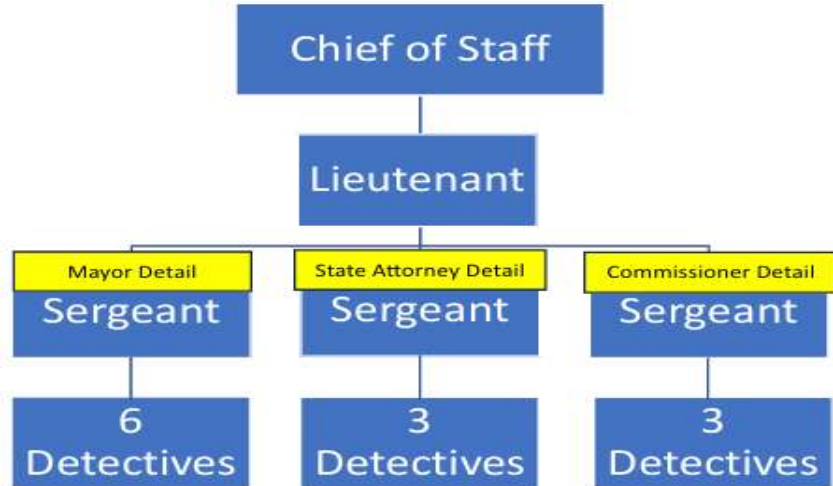 Chief of Staff
Lieutenant
Mayor Detail
Sergeant
6
Detectives
State Attorney Detail
Sergeant
3
Detectives
Commissioner Detail
Sergeant
3
Detectives